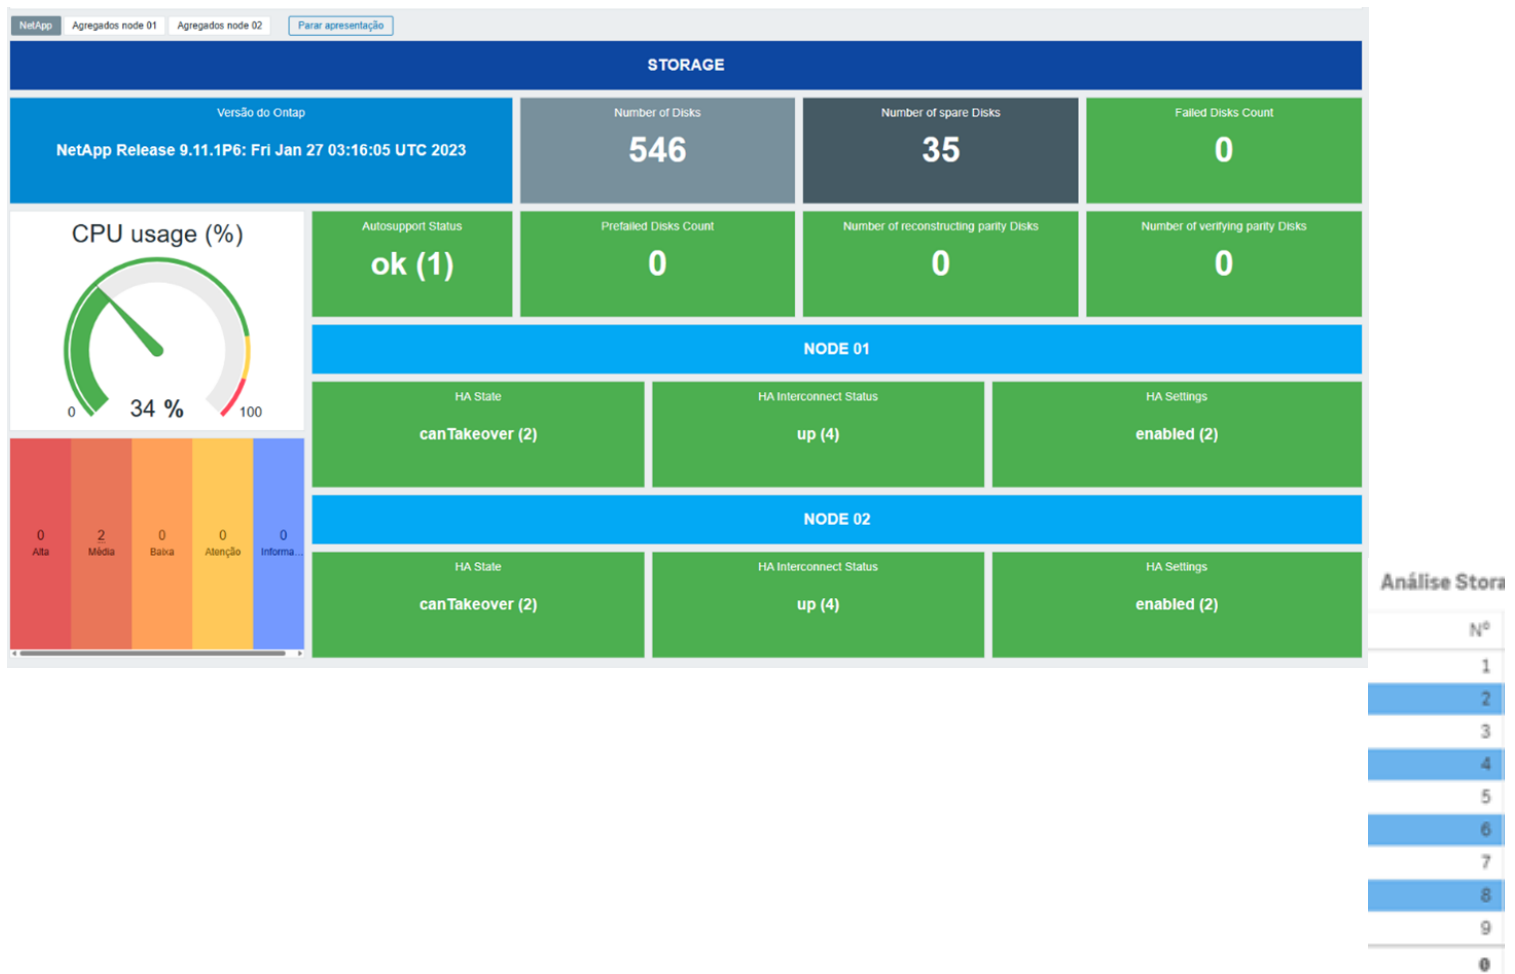 NetApp Agregados node 01 Agregados node 02 Parar apresentação
STORAGE
Versão do Ontap
NetApp Release 9.11.1P6: Fri Jan 27 03:16:05 UTC 2023
Number of Disks
546
Number of spare Disks
35
Failed Disks Count
0
CPU usage (%)
0
34 %
100
Autosupport Status
ok (1)
Prefailed Disks Count
0
Number of reconstructing parity Disks
0
Number of verifying parity Disks
0
NODE 01
HA State
canTakeover (2)
HA Interconnect Status
up (4)
HA Settings
enabled (2)
0
Alta
2
Média
0
Baixa
0
Atenção
0
Informa...
NODE 02
HA State
canTakeover (2)
HA Interconnect Status
up (4)
HA Settings
enabled (2)
Análise Stora
Nº
1
2
3
4
5
6
7
8
9
0